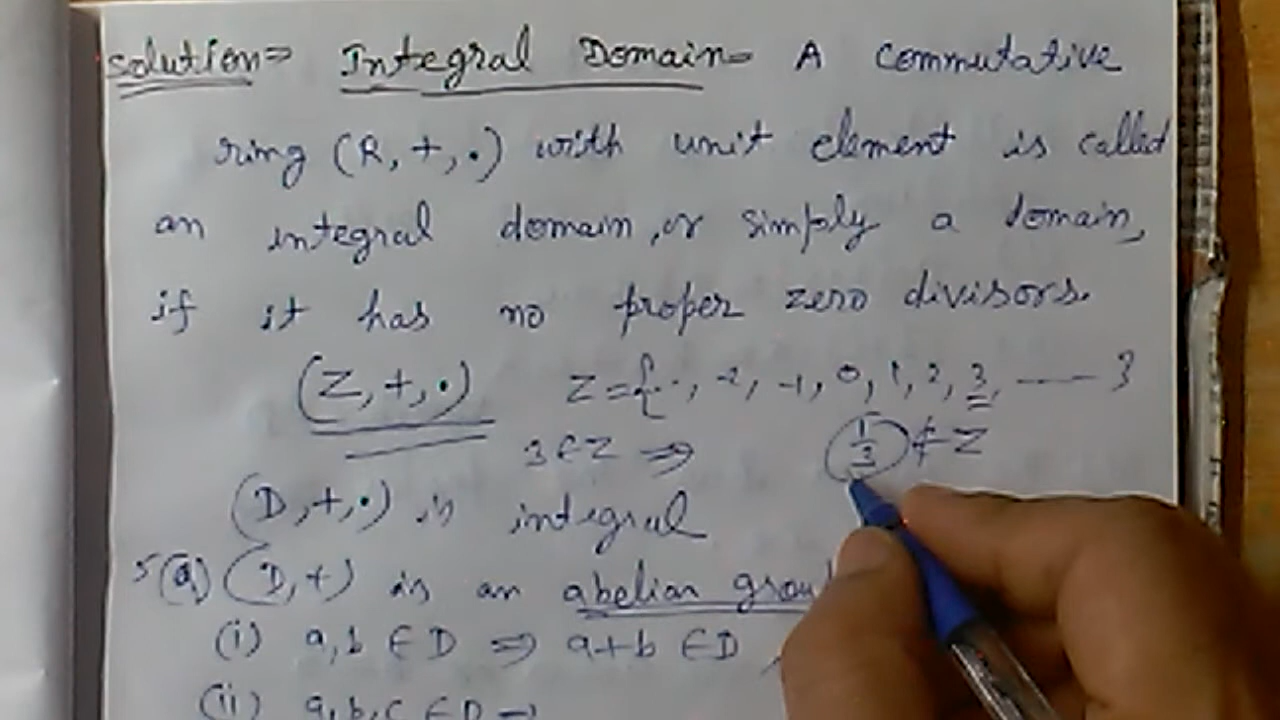 Solution⇒ Integral Domain- A Commutative
ring (R, +, •) with unit element is called
an integral domain, or simply a domain,
if it has no proper zero divisors.
(Z, +, •) Z = {.., -2, -1, 0, 1, 2, 3, —— }
3 ∈ Z ⇒ 1/3 ∉ Z
(D, +, •) is integral
5 (a) (D, +) is an abelian grou
(i) a, b ∈ D ⇒ a+b ∈ D
(ii) a, b, c ∈ D ⇒